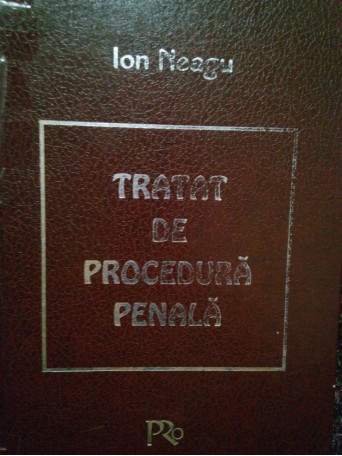 Ion Neagu
TRATAT
DE
PROCEDURĂ
PENALĂ
PRo